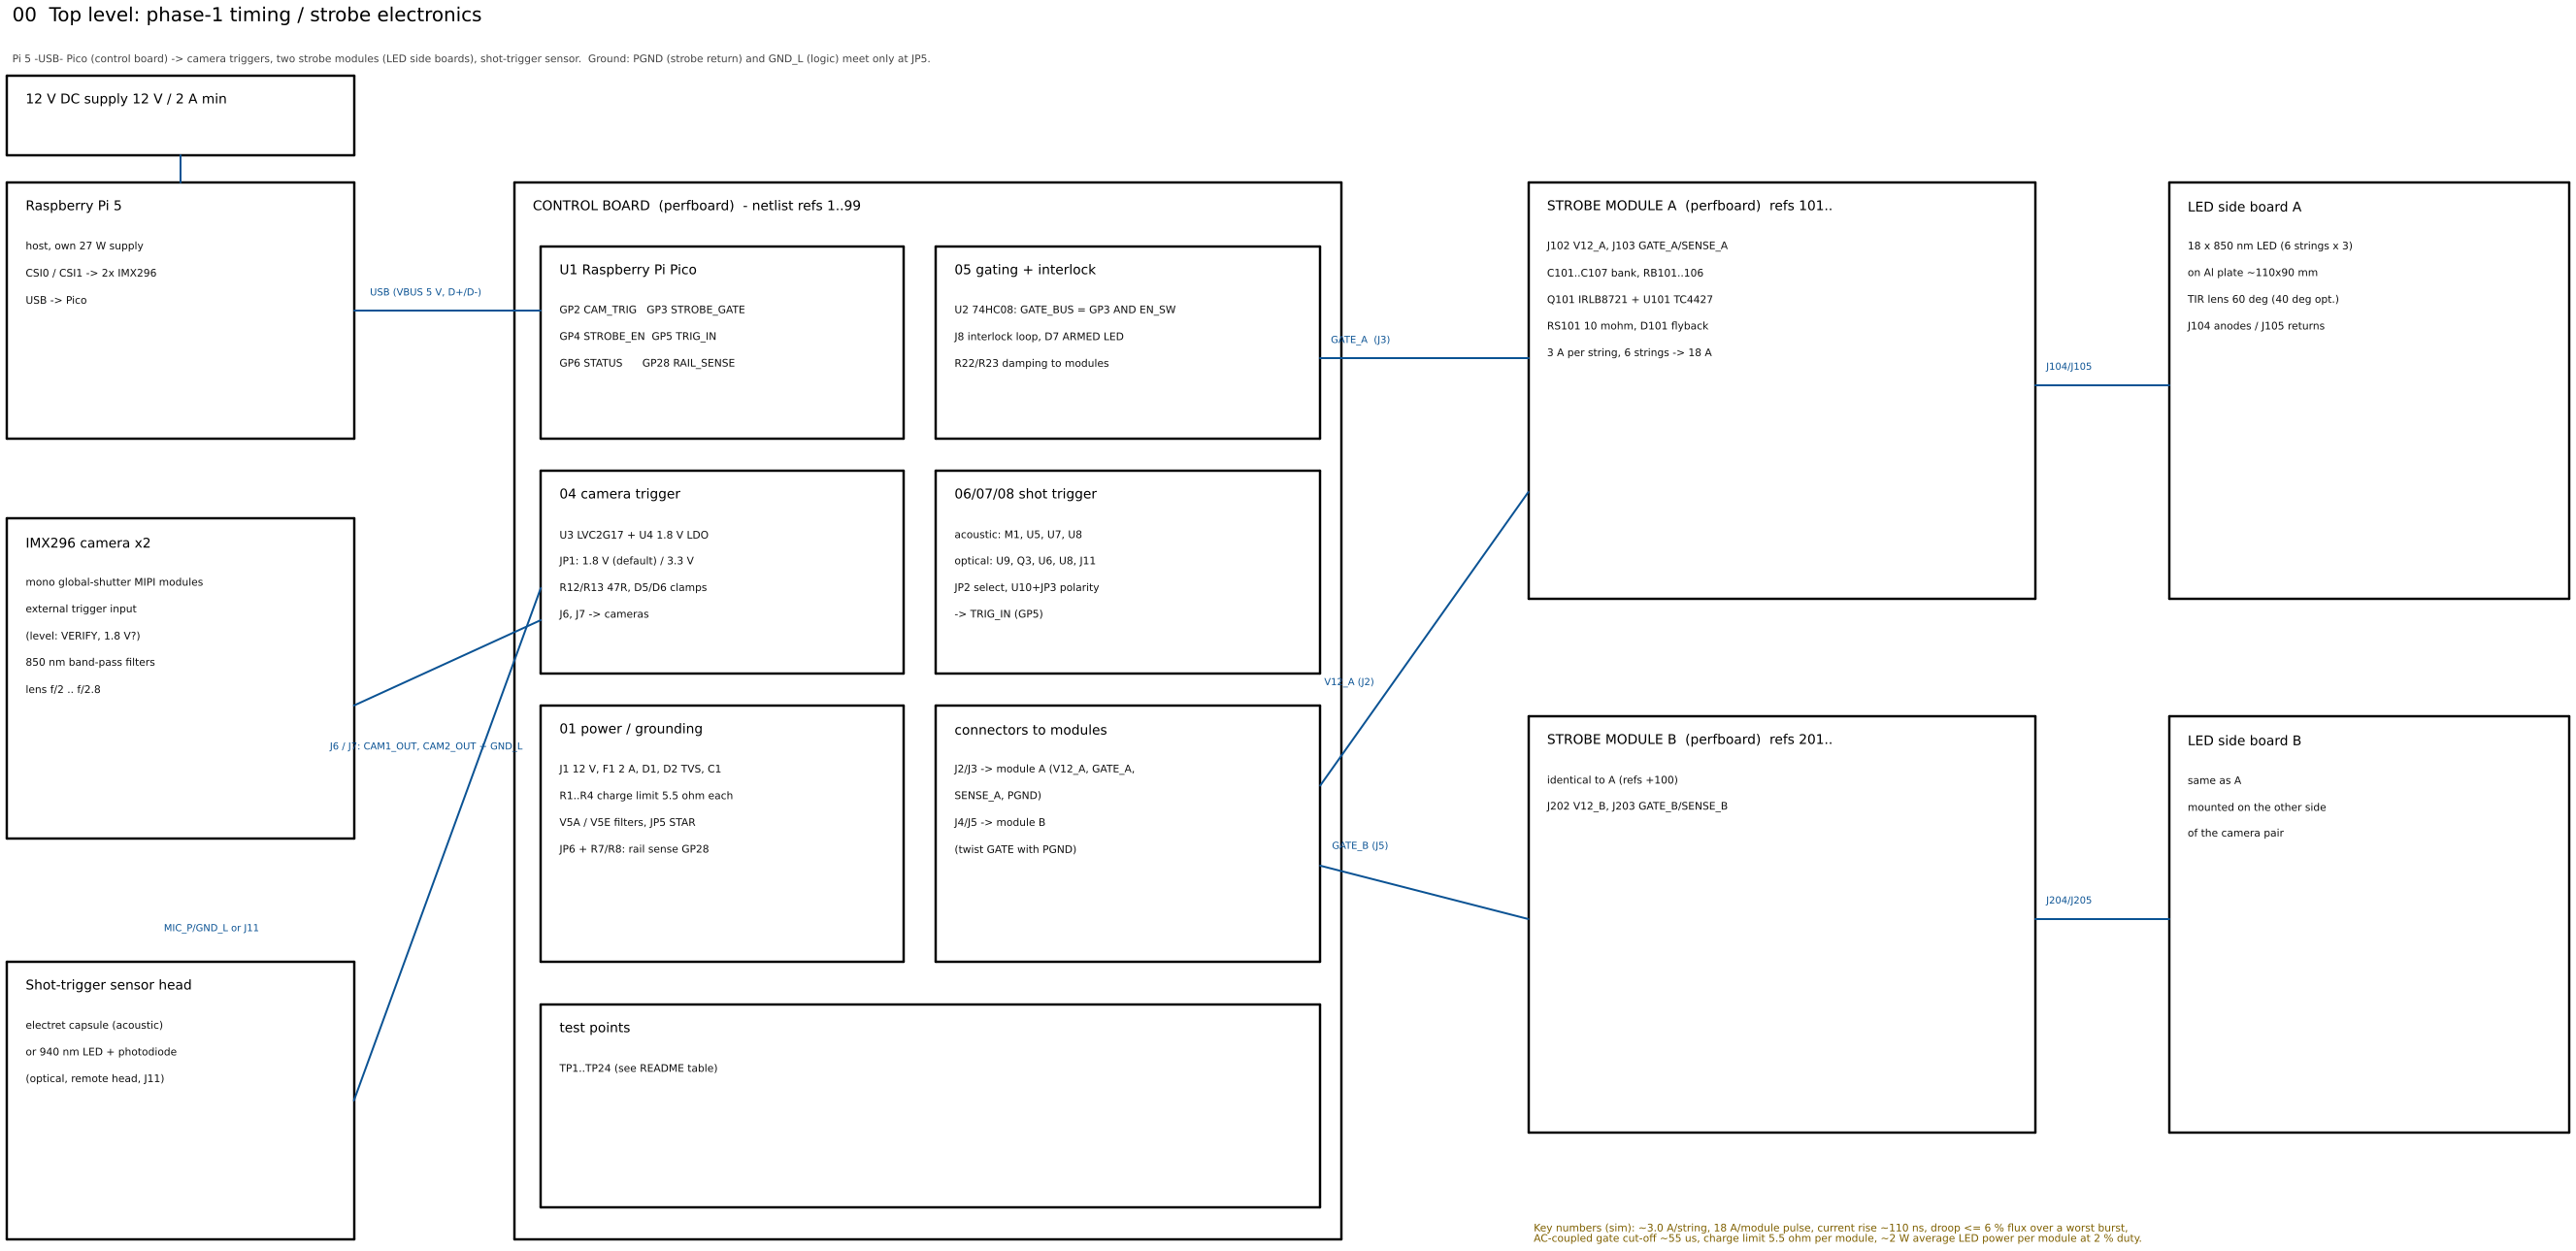 00  Top level: phase-1 timing / strobe electronics
Pi 5 -USB- Pico (control board) -> camera triggers, two strobe modules (LED side boards), shot-trigger sensor.  Ground: PGND (strobe return) and GND_L (logic) meet only at JP5.
12 V DC supply 12 V / 2 A min
Raspberry Pi 5
host, own 27 W supply
CSI0 / CSI1 -> 2x IMX296
USB -> Pico
USB (VBUS 5 V, D+/D-)
IMX296 camera x2
mono global-shutter MIPI modules
external trigger input
(level: VERIFY, 1.8 V?)
850 nm band-pass filters
lens f/2 .. f/2.8
J6 / J7: CAM1_OUT, CAM2_OUT + GND_L
MIC_P/GND_L or J11
Shot-trigger sensor head
electret capsule (acoustic)
or 940 nm LED + photodiode
(optical, remote head, J11)
CONTROL BOARD  (perfboard)  - netlist refs 1..99
U1 Raspberry Pi Pico
GP2 CAM_TRIG   GP3 STROBE_GATE
GP4 STROBE_EN  GP5 TRIG_IN
GP6 STATUS      GP28 RAIL_SENSE
05 gating + interlock
U2 74HC08: GATE_BUS = GP3 AND EN_SW
J8 interlock loop, D7 ARMED LED
R22/R23 damping to modules
04 camera trigger
U3 LVC2G17 + U4 1.8 V LDO
JP1: 1.8 V (default) / 3.3 V
R12/R13 47R, D5/D6 clamps
J6, J7 -> cameras
06/07/08 shot trigger
acoustic: M1, U5, U7, U8
optical: U9, Q3, U6, U8, J11
JP2 select, U10+JP3 polarity
-> TRIG_IN (GP5)
01 power / grounding
J1 12 V, F1 2 A, D1, D2 TVS, C1
R1..R4 charge limit 5.5 ohm each
V5A / V5E filters, JP5 STAR
JP6 + R7/R8: rail sense GP28
connectors to modules
J2/J3 -> module A (V12_A, GATE_A,
SENSE_A, PGND)
J4/J5 -> module B
(twist GATE with PGND)
test points
TP1..TP24 (see README table)
GATE_A  (J3)
V12_A (J2)
GATE_B (J5)
STROBE MODULE A  (perfboard)  refs 101..
J102 V12_A, J103 GATE_A/SENSE_A
C101..C107 bank, RB101..106
Q101 IRLB8721 + U101 TC4427
RS101 10 mohm, D101 flyback
3 A per string, 6 strings -> 18 A
J104/J105
LED side board A
18 x 850 nm LED (6 strings x 3)
on Al plate ~110x90 mm
TIR lens 60 deg (40 deg opt.)
J104 anodes / J105 returns
STROBE MODULE B  (perfboard)  refs 201..
identical to A (refs +100)
J202 V12_B, J203 GATE_B/SENSE_B
J204/J205
LED side board B
same as A
mounted on the other side
of the camera pair
Key numbers (sim): ~3.0 A/string, 18 A/module pulse, current rise ~110 ns, droop <= 6 % flux over a worst burst,
AC-coupled gate cut-off ~55 us, charge limit 5.5 ohm per module, ~2 W average LED power per module at 2 % duty.